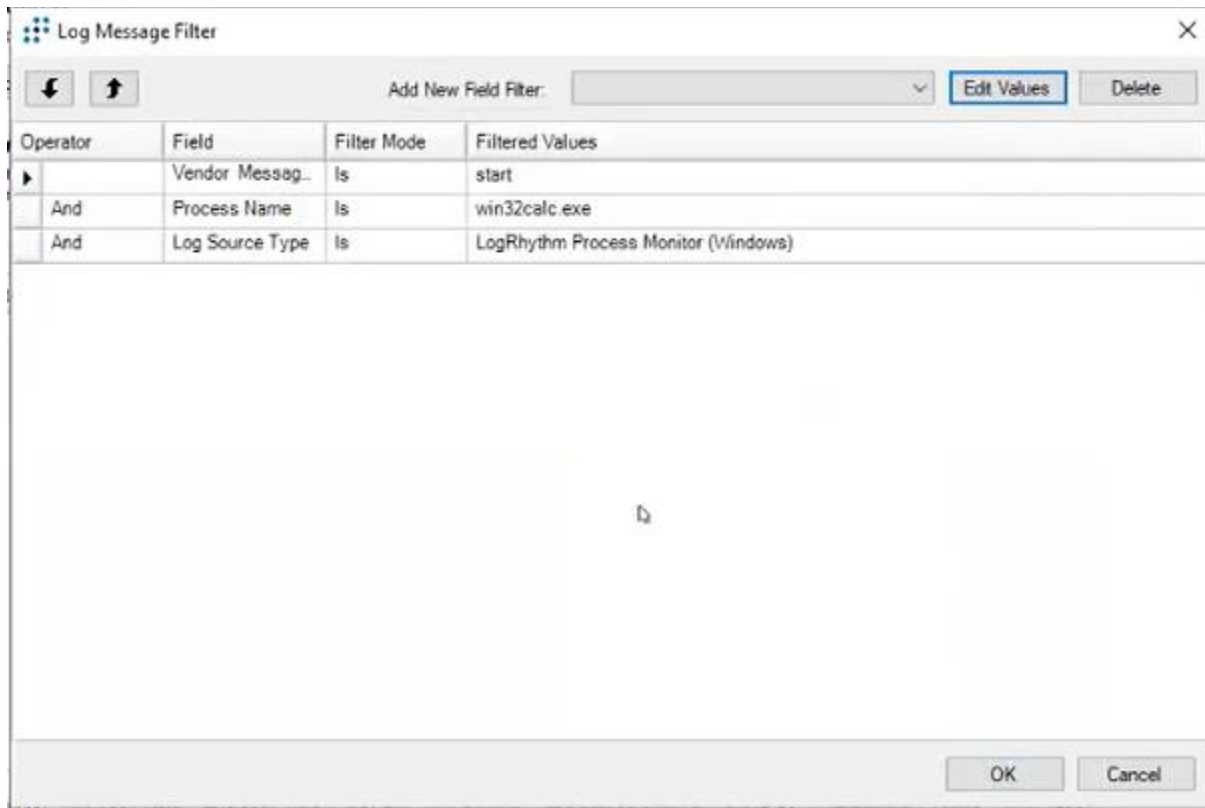 Log Message Filter
Add New Field Filter: Edit Values Delete
Operator Field Filter Mode Filtered Values
Vendor Messag... Is start
And Process Name Is win32calc.exe
And Log Source Type Is LogRhythm Process Monitor (Windows)
OK Cancel